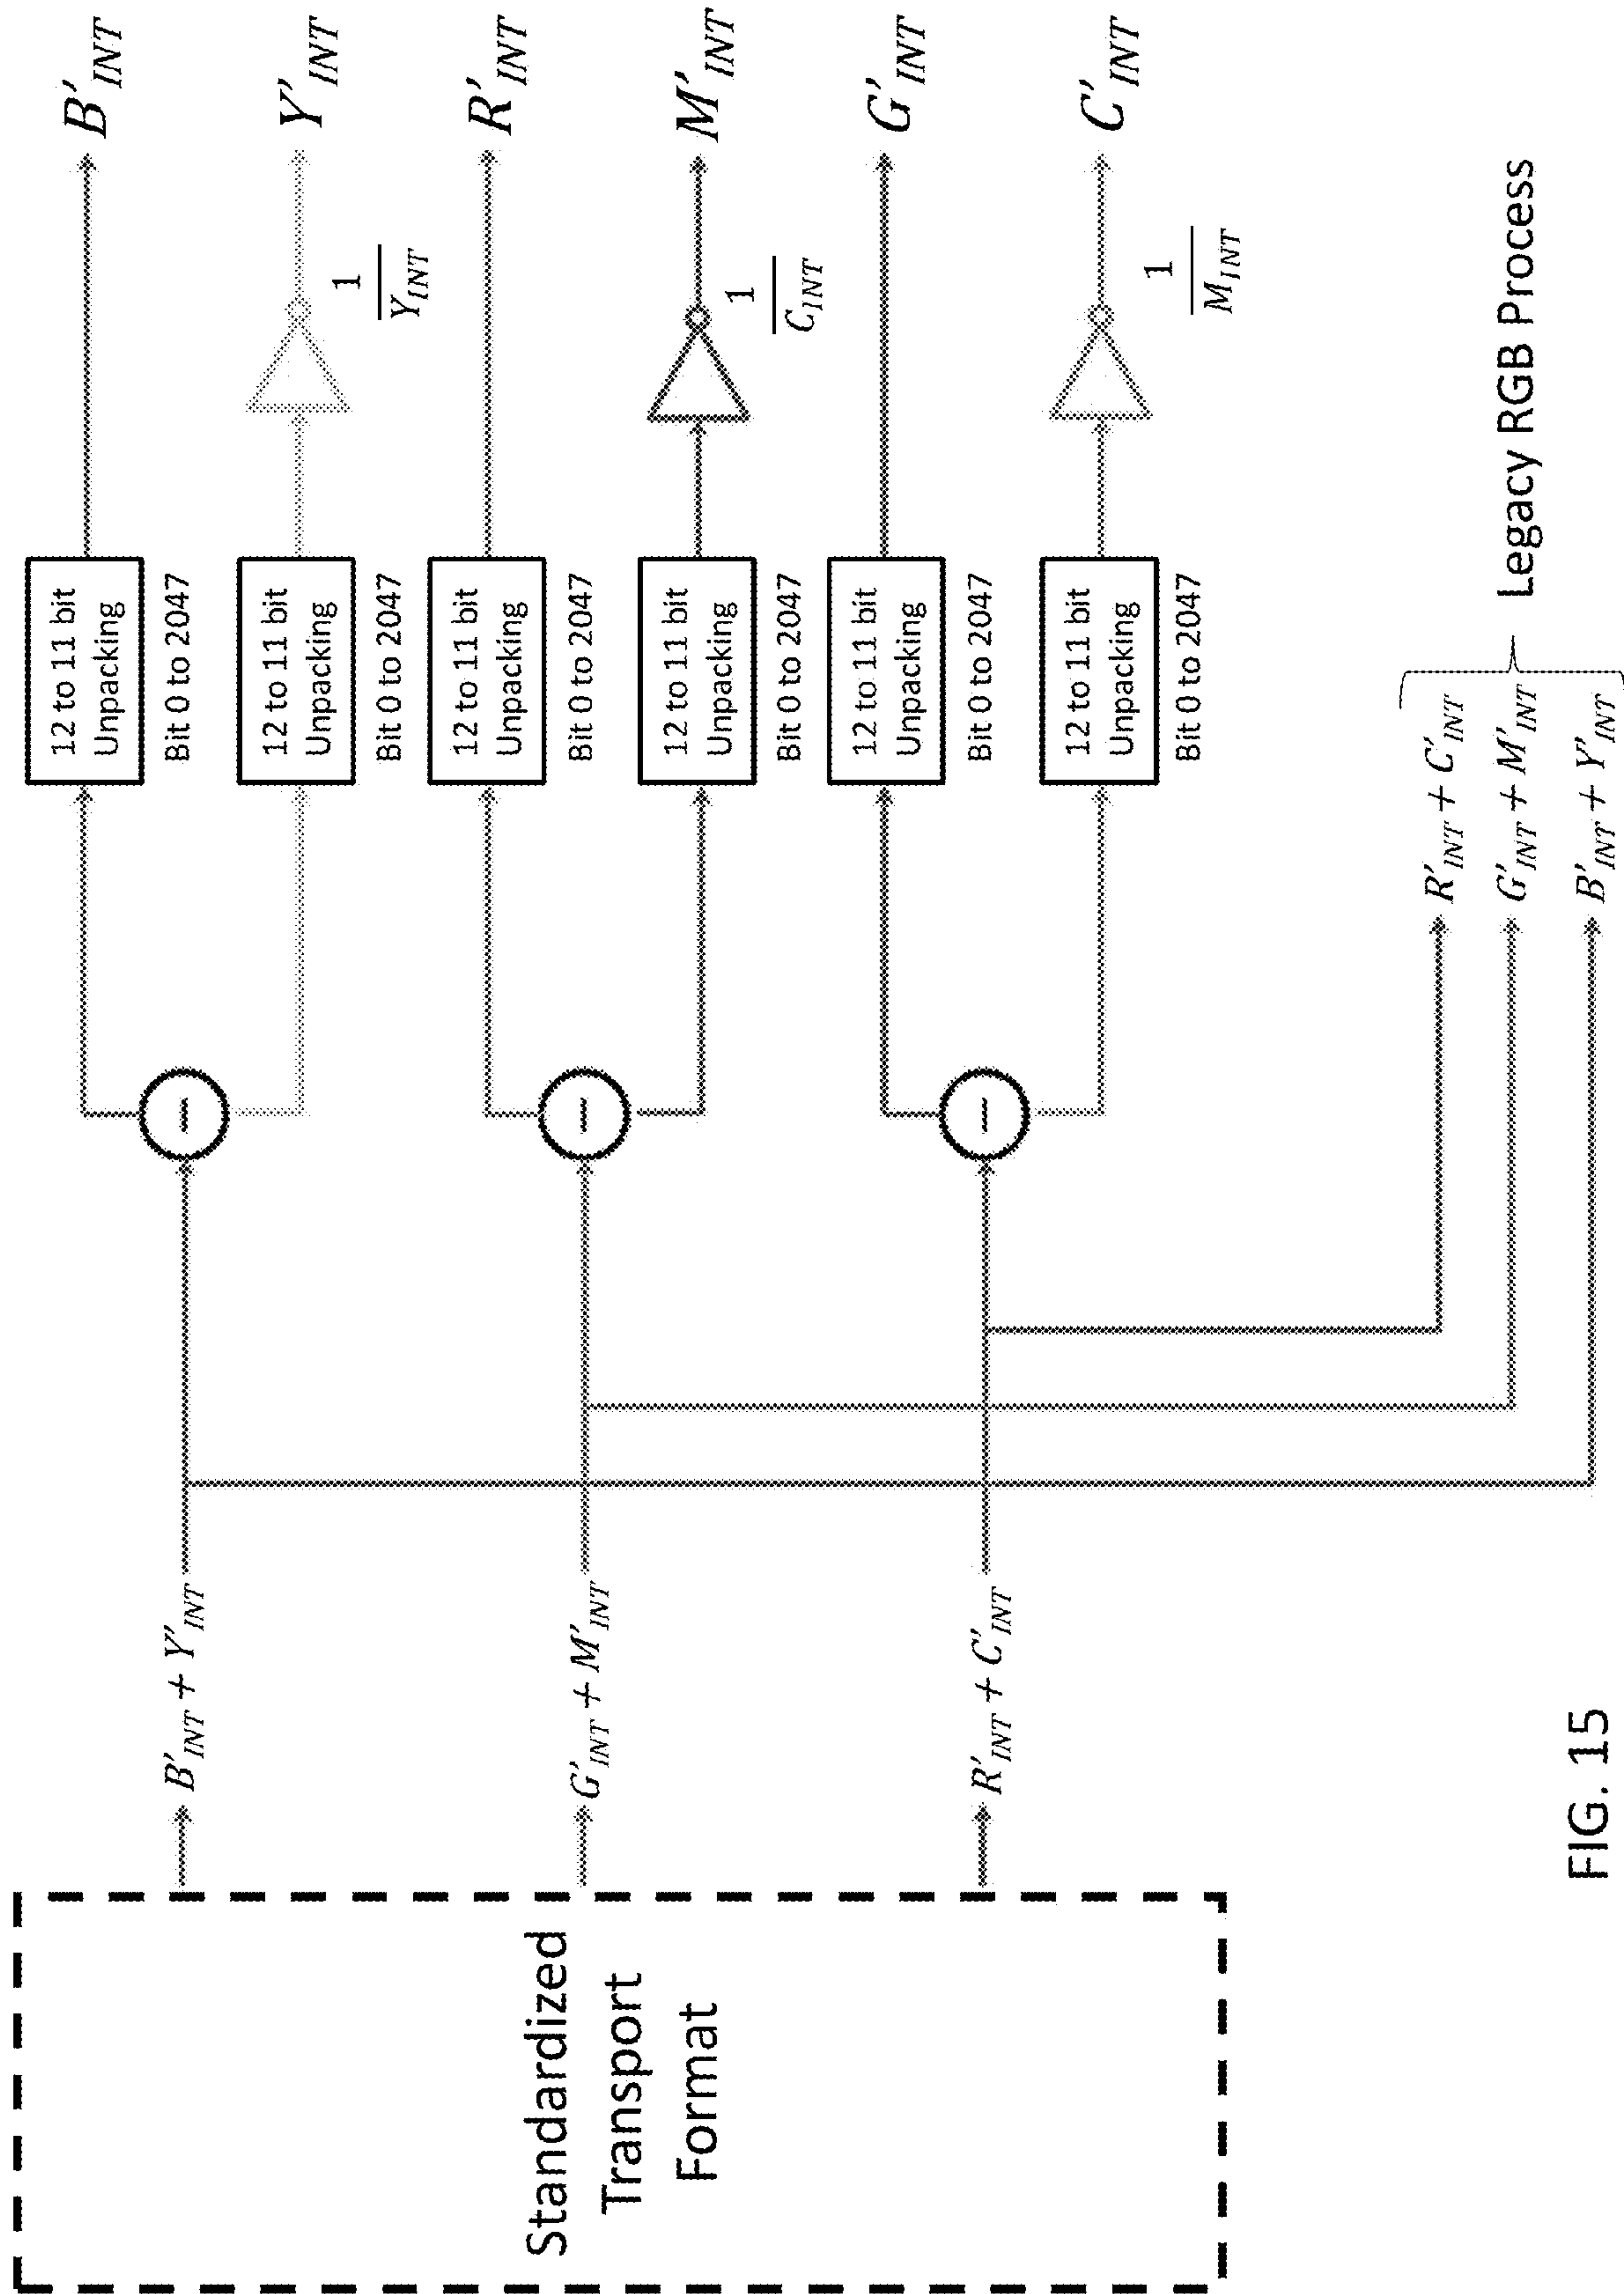 Standardized
Transport
Format
B'INT + Y'INT
G'INT + M'INT
R'INT + C'INT
−
−
−
12 to 11 bit
Unpacking
Bit 0 to 2047
B'INT
12 to 11 bit
Unpacking
Bit 0 to 2047
1
YINT
Y'INT
12 to 11 bit
Unpacking
Bit 0 to 2047
R'INT
12 to 11 bit
Unpacking
Bit 0 to 2047
1
CINT
M'INT
12 to 11 bit
Unpacking
Bit 0 to 2047
G'INT
12 to 11 bit
Unpacking
Bit 0 to 2047
1
MINT
C'INT
R'INT + C'INT
G'INT + M'INT
B'INT + Y'INT
Legacy RGB Process
FIG. 15